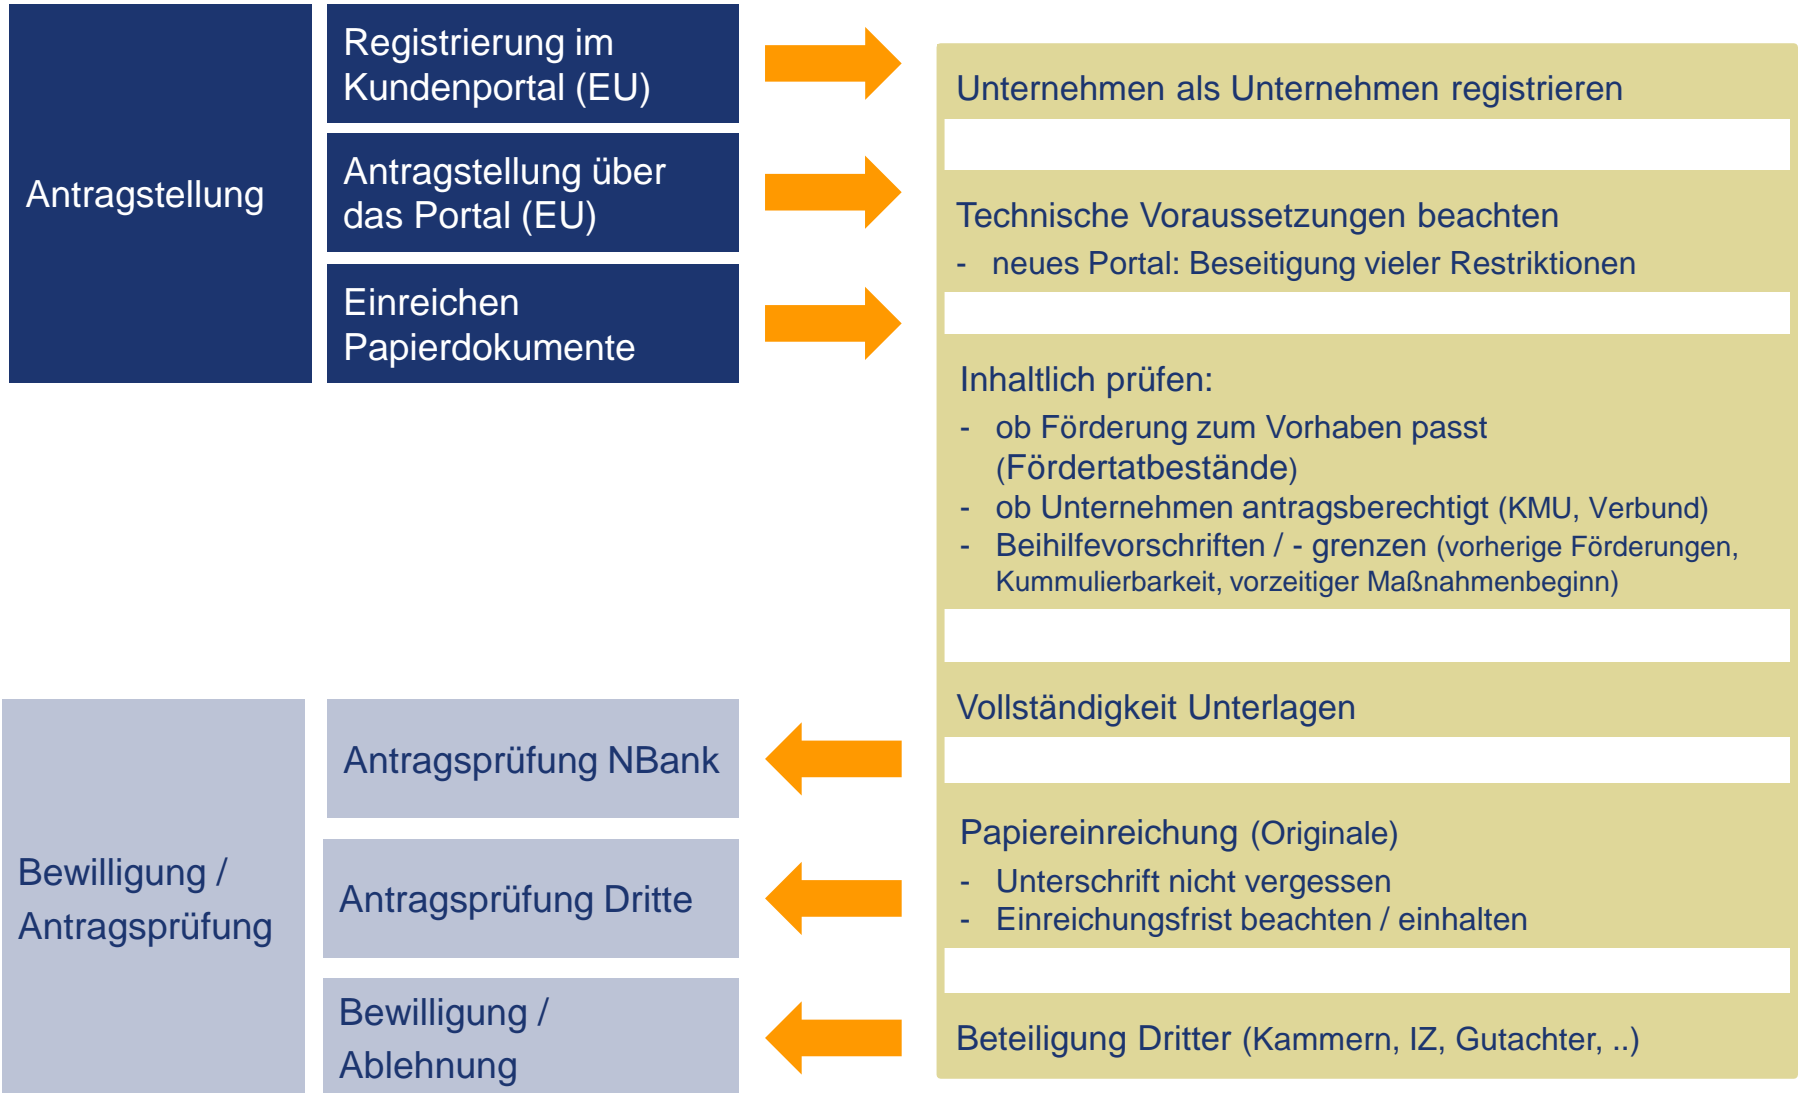 Antragstellung
Registrierung im
Kundenportal (EU)
Antragstellung über
das Portal (EU)
Einreichen
Papierdokumente
Unternehmen als Unternehmen registrieren
Technische Voraussetzungen beachten
- neues Portal: Beseitigung vieler Restriktionen
Inhaltlich prüfen:
- ob Förderung zum Vorhaben passt
(Fördertatbestände)
- ob Unternehmen antragsberechtigt (KMU, Verbund)
- Beihilfevorschriften / - grenzen (vorherige Förderungen,
Kummulierbarkeit, vorzeitiger Maßnahmenbeginn)
Vollständigkeit Unterlagen
Papiereinreichung (Originale)
- Unterschrift nicht vergessen
- Einreichungsfrist beachten / einhalten
Beteiligung Dritter (Kammern, IZ, Gutachter, ..)
Bewilligung /
Antragsprüfung
Antragsprüfung NBank
Antragsprüfung Dritte
Bewilligung /
Ablehnung